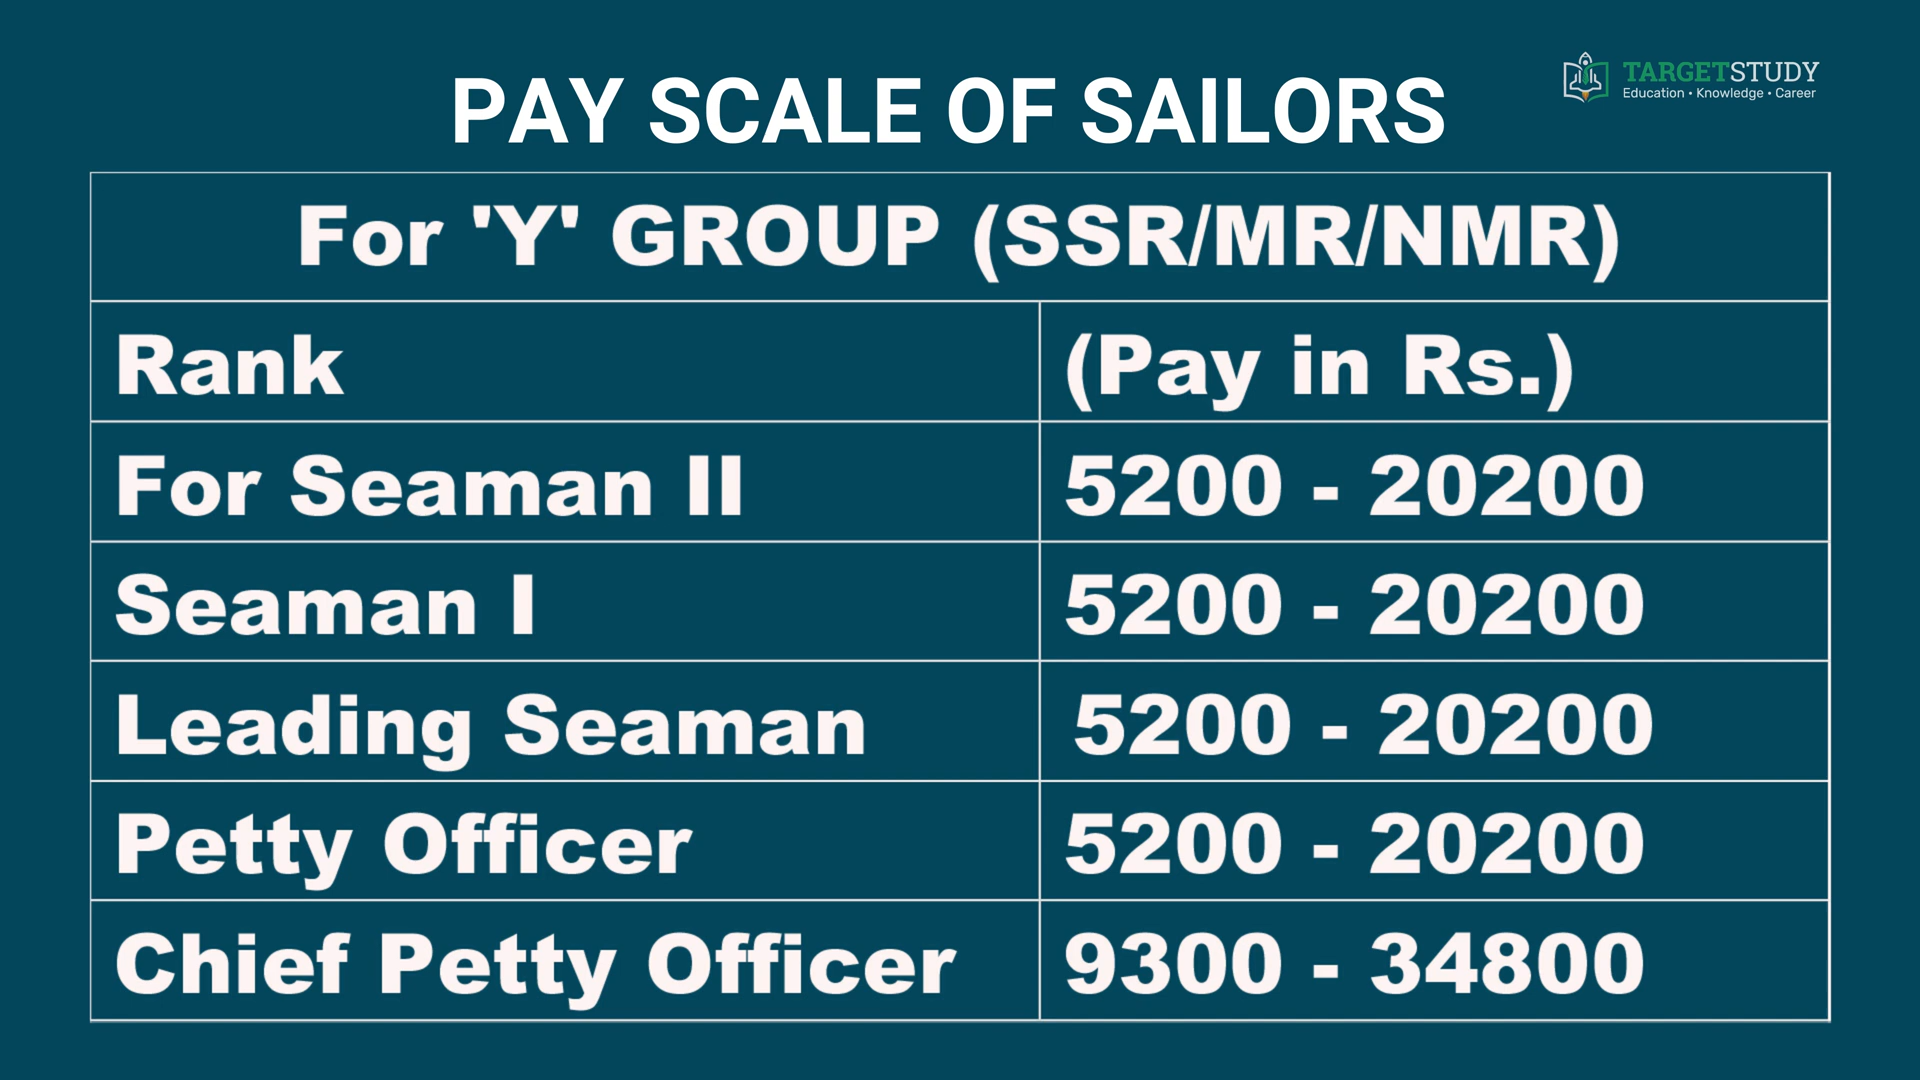 PAY SCALE OF SAILORS
TARGETSTUDY
Education • Knowledge • Career
For 'Y' GROUP (SSR/MR/NMR)
Rank (Pay in Rs.)
For Seaman II 5200 - 20200
Seaman I 5200 - 20200
Leading Seaman 5200 - 20200
Petty Officer 5200 - 20200
Chief Petty Officer 9300 - 34800